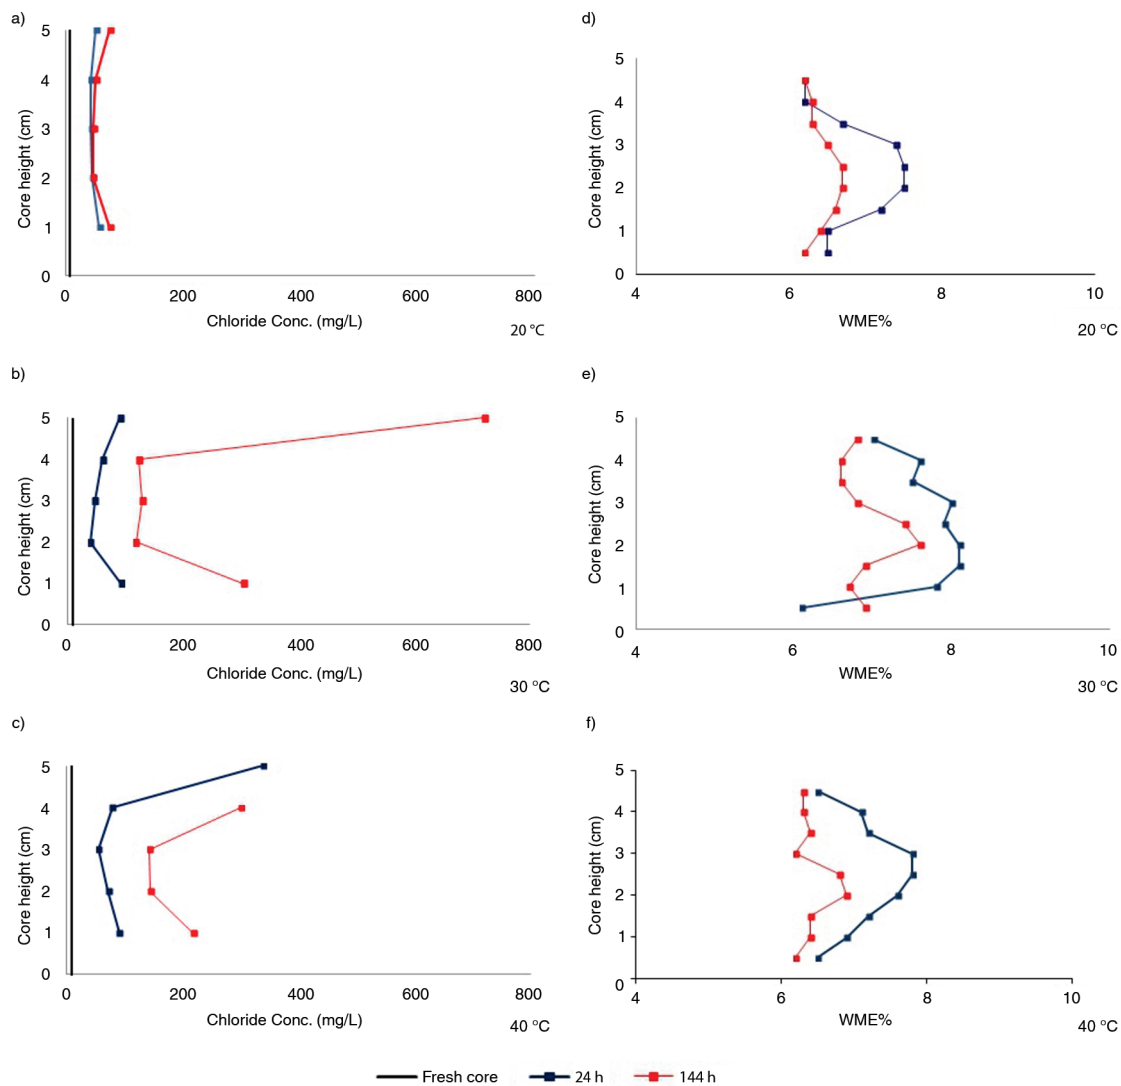 a)
d)
5
4
3
2
1
0
Core height (cm)
0 200 400 600 800
Chloride Conc. (mg/L)
20 °C
5
4
3
2
1
0
Core height (cm)
4 6 8 10
WME%
20 °C
b)
e)
5
4
3
2
1
0
Core height (cm)
0 200 400 600 800
Chloride Conc. (mg/L)
30 °C
5
4
3
2
1
0
Core height (cm)
4 6 8 10
WME%
30 °C
c)
f)
5
4
3
2
1
0
Core height (cm)
0 200 400 600 800
Chloride Conc. (mg/L)
40 °C
5
4
3
2
1
0
Core height (cm)
4 6 8 10
WME%
40 °C
Fresh core 24 h 144 h